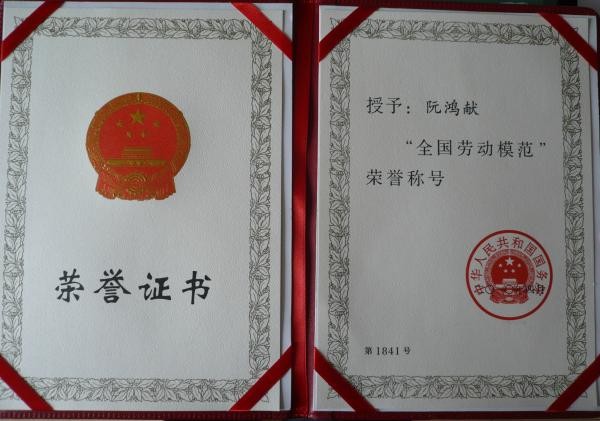 荣誉证书
授予：阮鸿献
“全国劳动模范”
荣誉称号
中华人民共和国国务院
第1841号